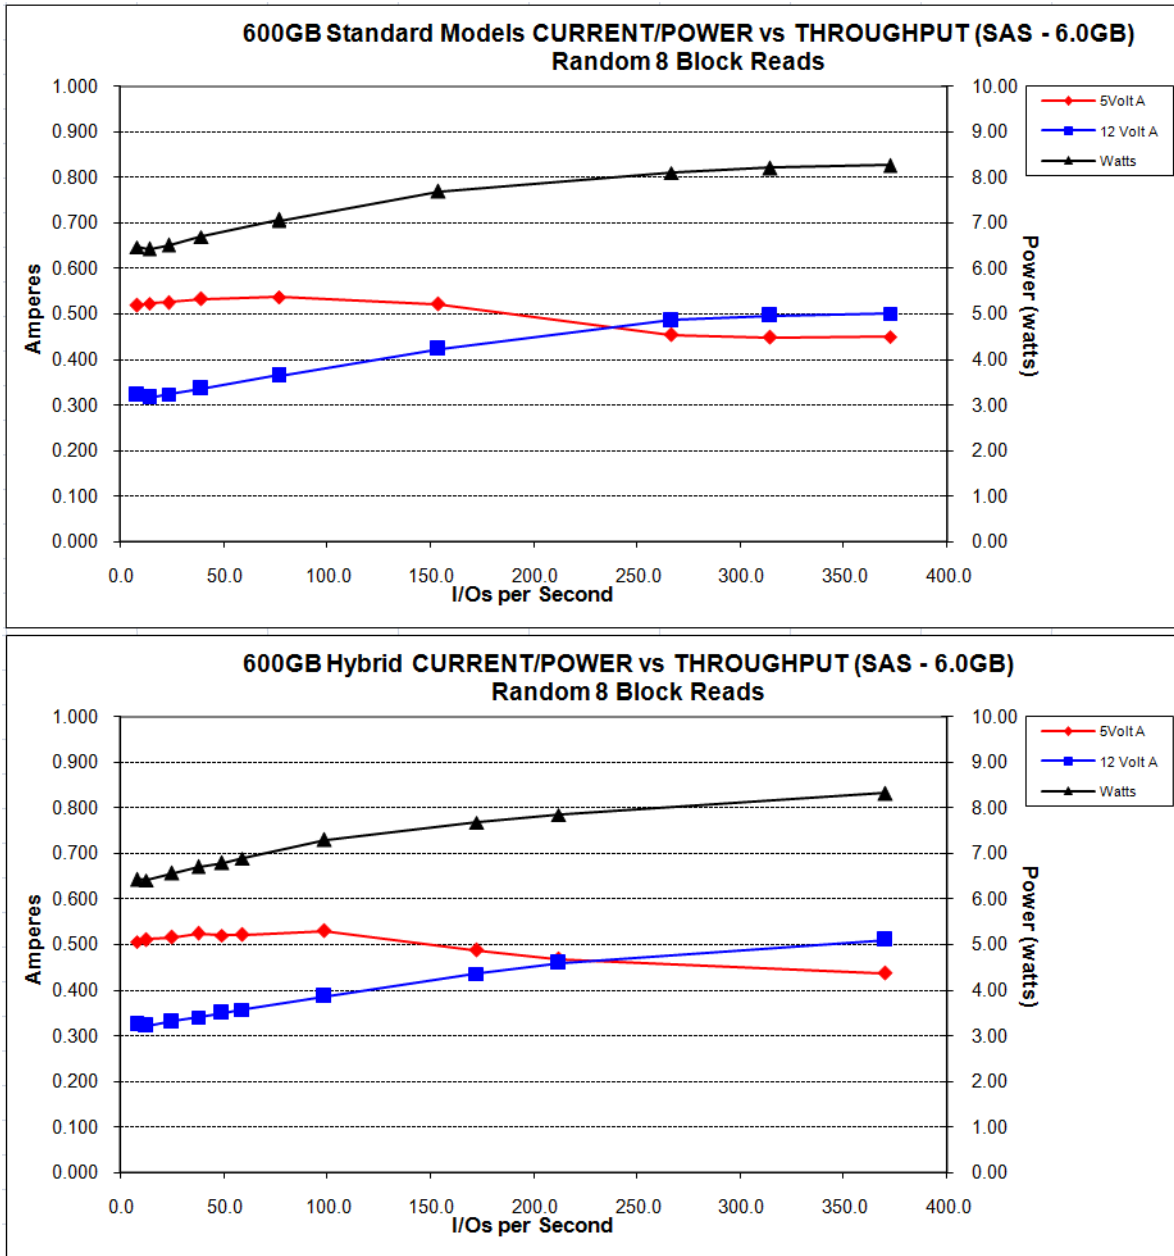 600GB Standard Models CURRENT/POWER vs THROUGHPUT (SAS - 6.0GB)
Random 8 Block Reads
1.000
0.900
0.800
0.700
0.600
0.500
0.400
0.300
0.200
0.100
0.000
Amperes
10.00
9.00
8.00
7.00
6.00
5.00
4.00
3.00
2.00
1.00
0.00
Power (watts)
5Volt A
12 Volt A
Watts
0.0 50.0 100.0 150.0 200.0 250.0 300.0 350.0 400.0
I/Os per Second
600GB Hybrid CURRENT/POWER vs THROUGHPUT (SAS - 6.0GB)
Random 8 Block Reads
1.000
0.900
0.800
0.700
0.600
0.500
0.400
0.300
0.200
0.100
0.000
Amperes
10.00
9.00
8.00
7.00
6.00
5.00
4.00
3.00
2.00
1.00
0.00
Power (watts)
5Volt A
12 Volt A
Watts
0.0 50.0 100.0 150.0 200.0 250.0 300.0 350.0 400.0
I/Os per Second